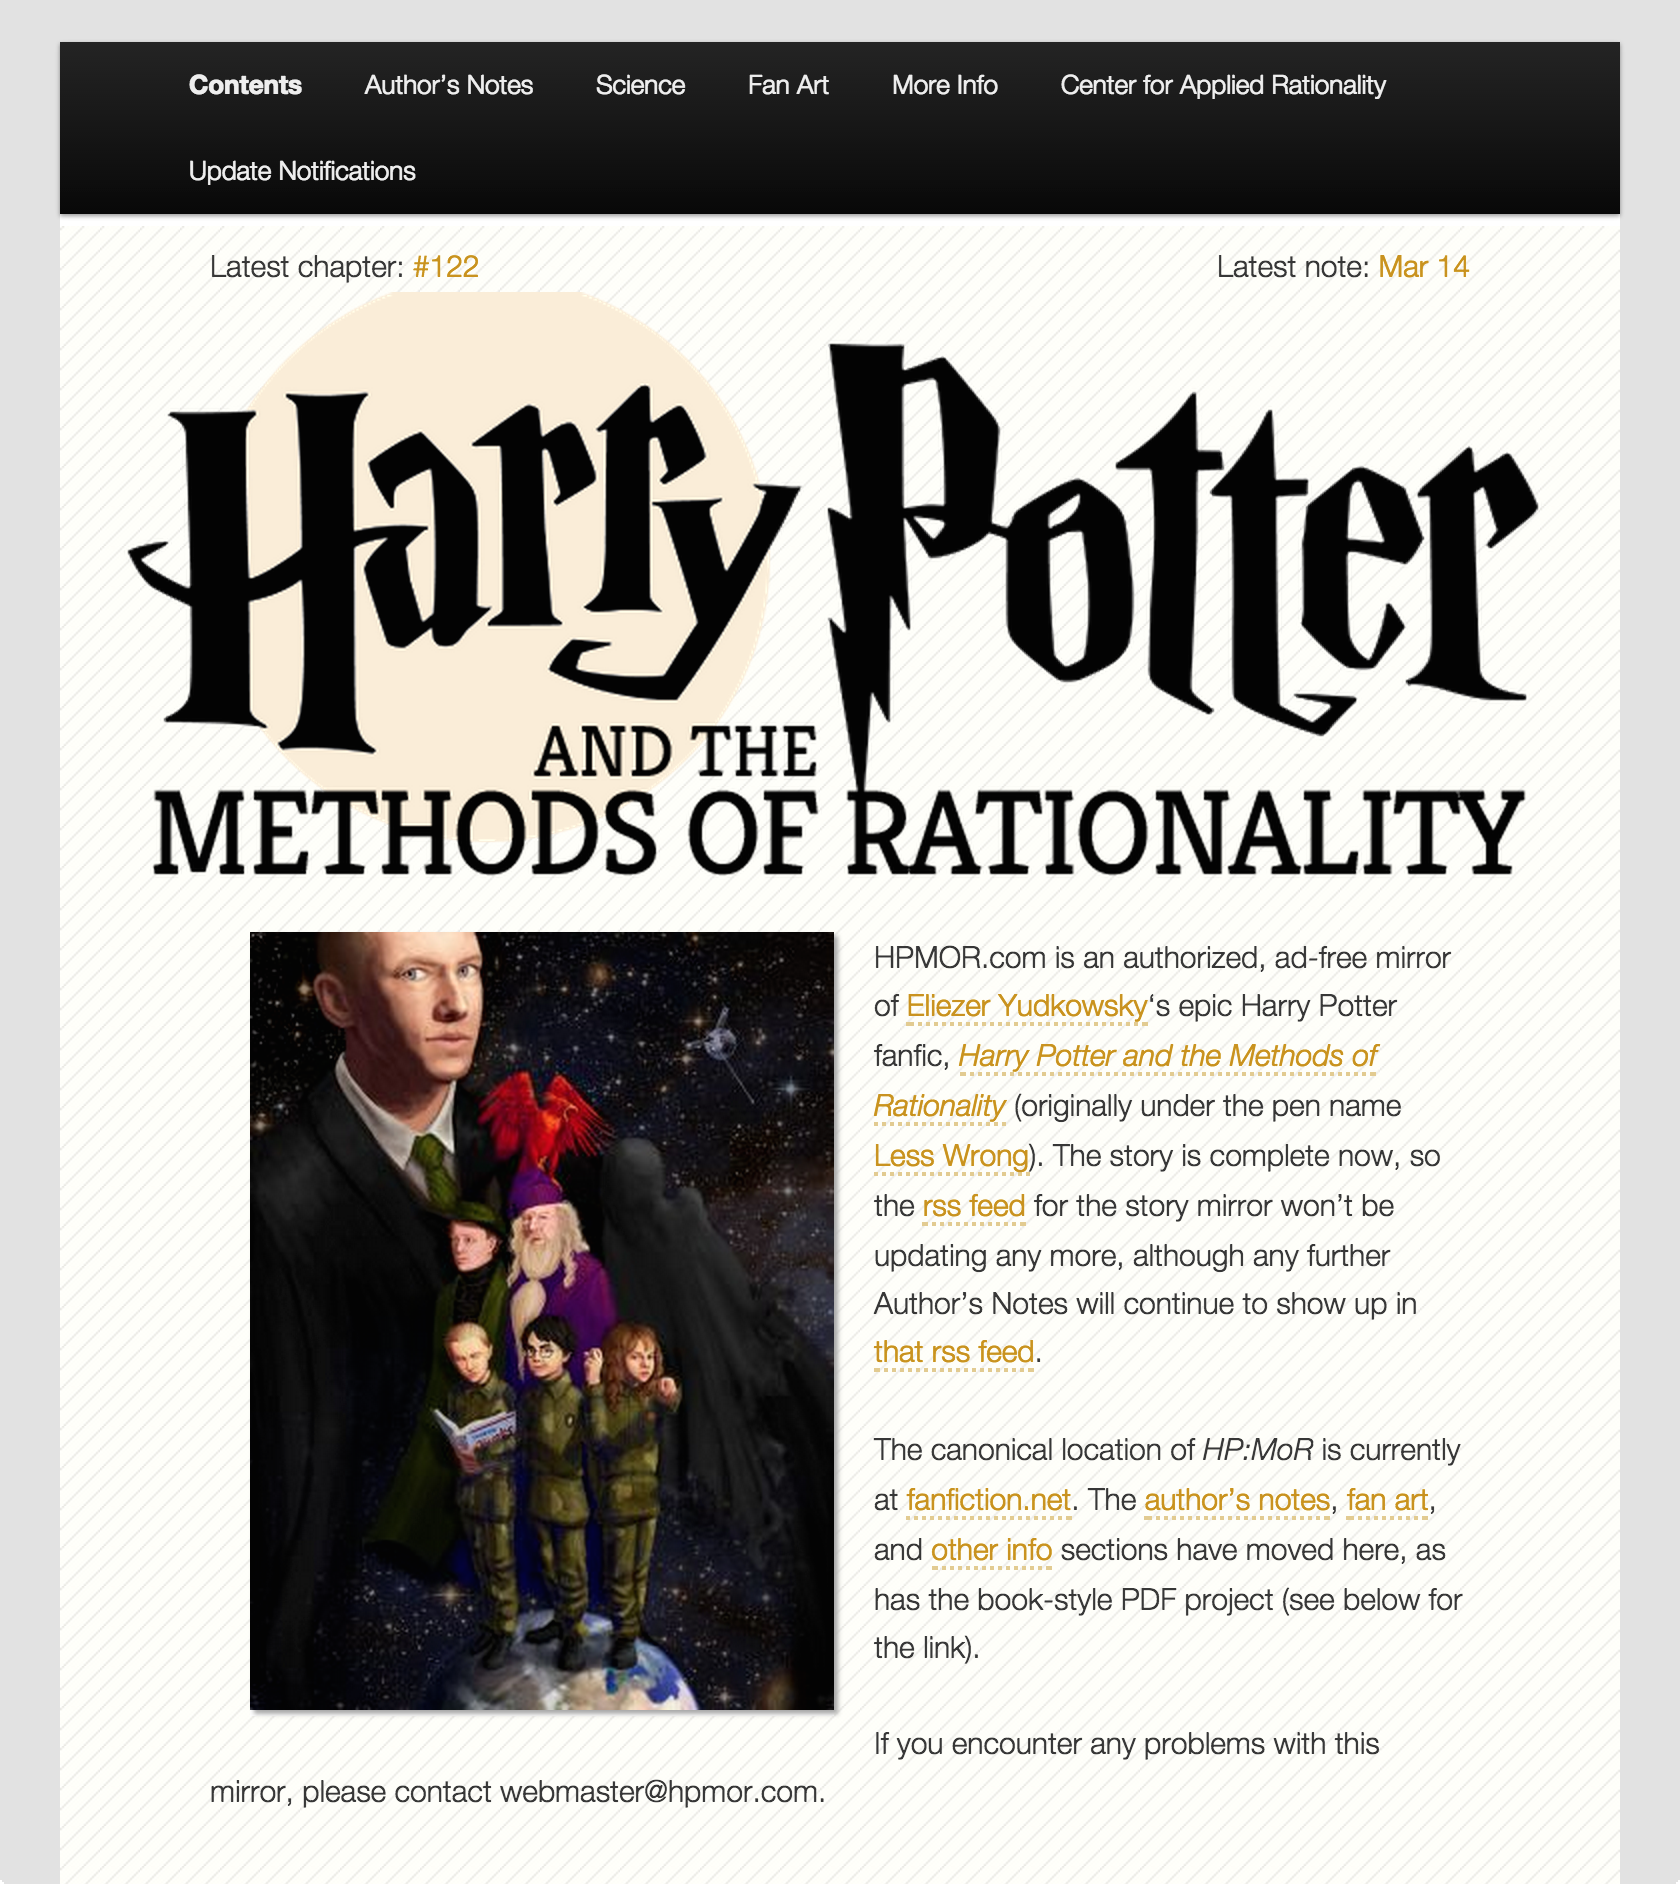 Contents Author’s Notes Science Fan Art More Info Center for Applied Rationality
Update Notifications
Latest chapter: #122 Latest note: Mar 14
Harry Potter
AND THE
METHODS OF RATIONALITY
HPMOR.com is an authorized, ad-free mirror
of Eliezer Yudkowsky‘s epic Harry Potter
fanfic, Harry Potter and the Methods of
Rationality (originally under the pen name
Less Wrong). The story is complete now, so
the rss feed for the story mirror won’t be
updating any more, although any further
Author’s Notes will continue to show up in
that rss feed.
The canonical location of HP:MoR is currently
at fanfiction.net. The author’s notes, fan art,
and other info sections have moved here, as
has the book-style PDF project (see below for
the link).
If you encounter any problems with this
mirror, please contact webmaster@hpmor.com.